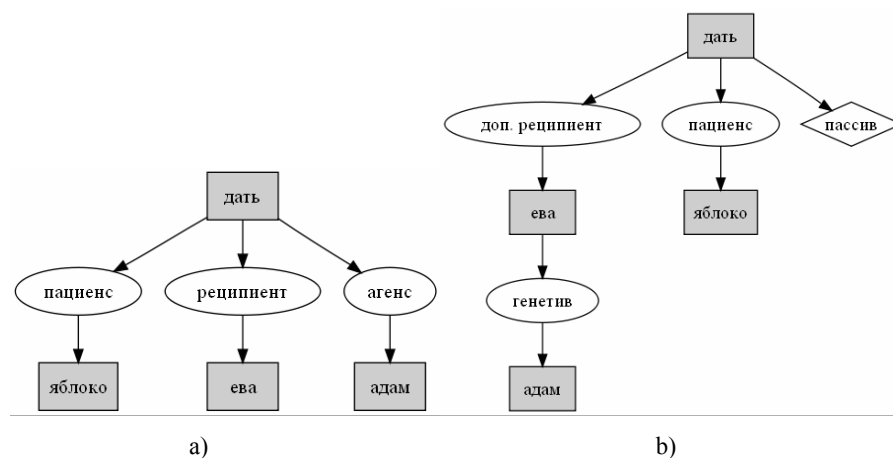 дать
доп. реципиент
пациенс
пассив
ева
яблоко
генетив
адам
дать
пациенс
реципиент
агенс
яблоко
ева
адам
a)
b)